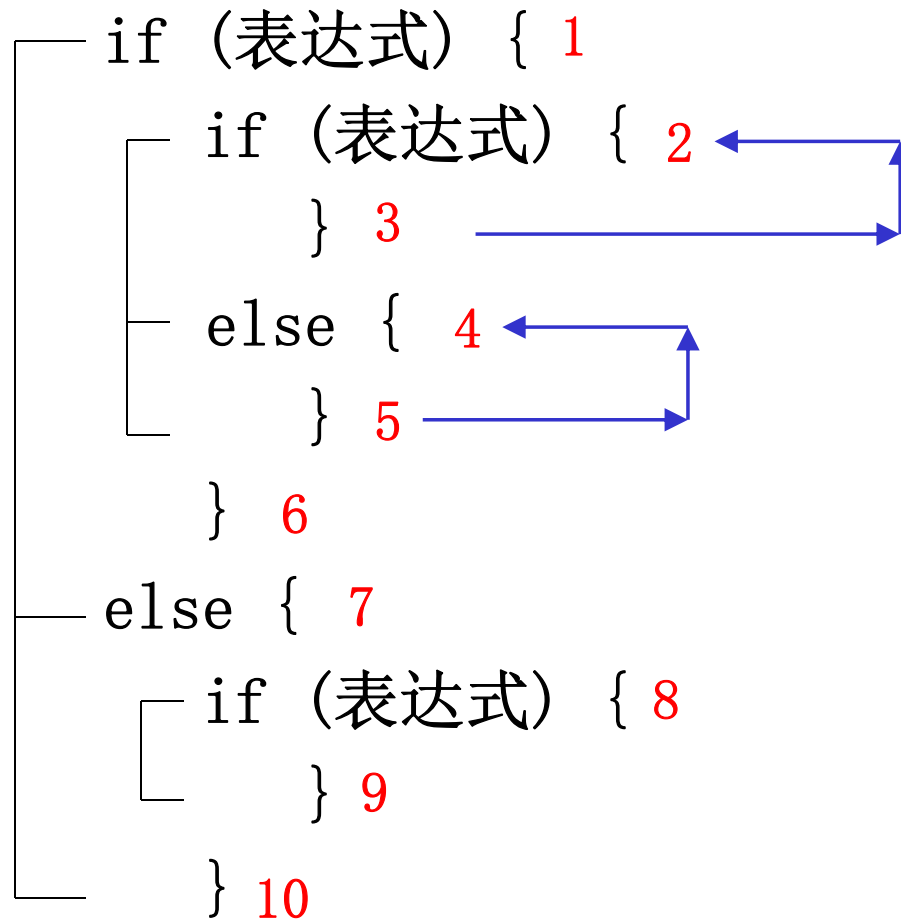 if (表达式) { 1
if (表达式) { 2
} 3
else { 4
} 5
} 6
else { 7
if (表达式) { 8
} 9
} 10